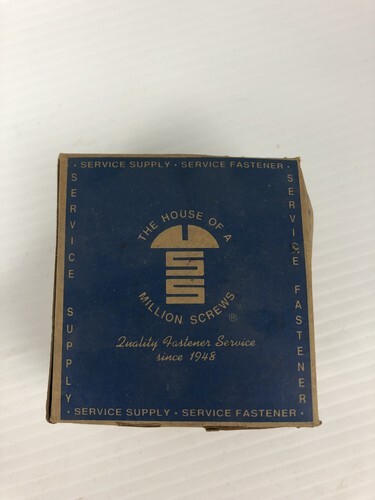 · SERVICE SUPPLY · SERVICE FASTENER ·
SERVICE SUPPLY
THE HOUSE OF A
SS
MILLION SCREWS ®
Quality Fastener Service
since 1948
SERVICE FASTENER
· SERVICE SUPPLY · SERVICE FASTENER ·